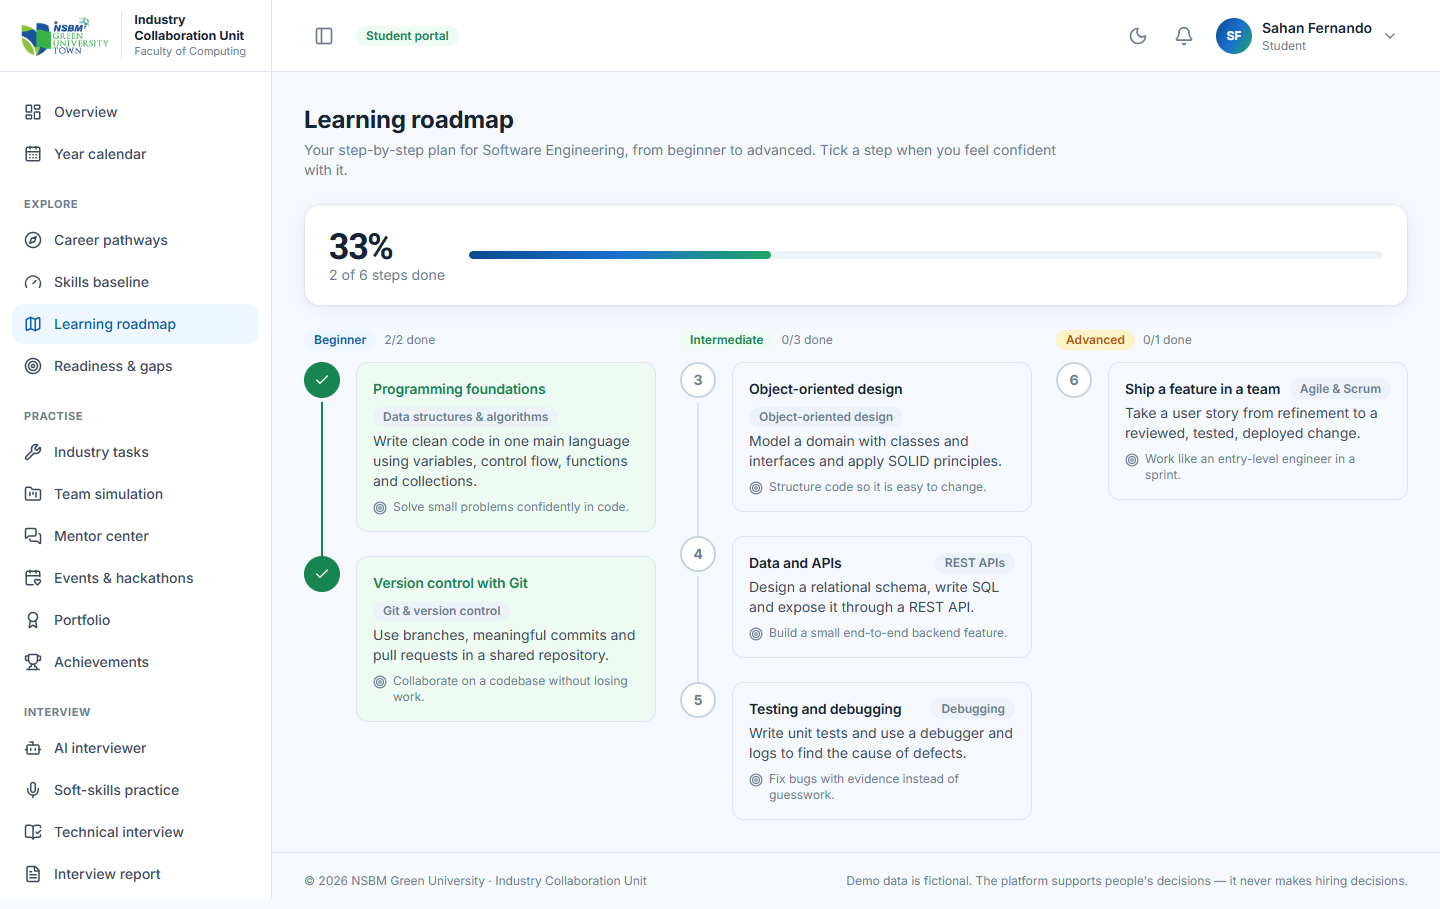 NSBM
GREEN
UNIVERSITY
TOWN
Industry
Collaboration Unit
Faculty of Computing
Student portal
SF
Sahan Fernando
Student
Overview
Year calendar
EXPLORE
Career pathways
Skills baseline
Learning roadmap
Readiness & gaps
PRACTISE
Industry tasks
Team simulation
Mentor center
Events & hackathons
Portfolio
Achievements
INTERVIEW
AI interviewer
Soft-skills practice
Technical interview
Interview report
Learning roadmap
Your step-by-step plan for Software Engineering, from beginner to advanced. Tick a step when you feel confident
with it.
33%
2 of 6 steps done
Beginner 2/2 done
Programming foundations
Data structures & algorithms
Write clean code in one main language
using variables, control flow, functions
and collections.
Solve small problems confidently in code.
Version control with Git
Git & version control
Use branches, meaningful commits and
pull requests in a shared repository.
Collaborate on a codebase without losing
work.
Intermediate 0/3 done
3
Object-oriented design
Object-oriented design
Model a domain with classes and
interfaces and apply SOLID principles.
Structure code so it is easy to change.
4
Data and APIs REST APIs
Design a relational schema, write SQL
and expose it through a REST API.
Build a small end-to-end backend feature.
5
Testing and debugging Debugging
Write unit tests and use a debugger and
logs to find the cause of defects.
Fix bugs with evidence instead of
guesswork.
Advanced 0/1 done
6
Ship a feature in a team Agile & Scrum
Take a user story from refinement to a
reviewed, tested, deployed change.
Work like an entry-level engineer in a
sprint.
© 2026 NSBM Green University · Industry Collaboration Unit
Demo data is fictional. The platform supports people's decisions — it never makes hiring decisions.